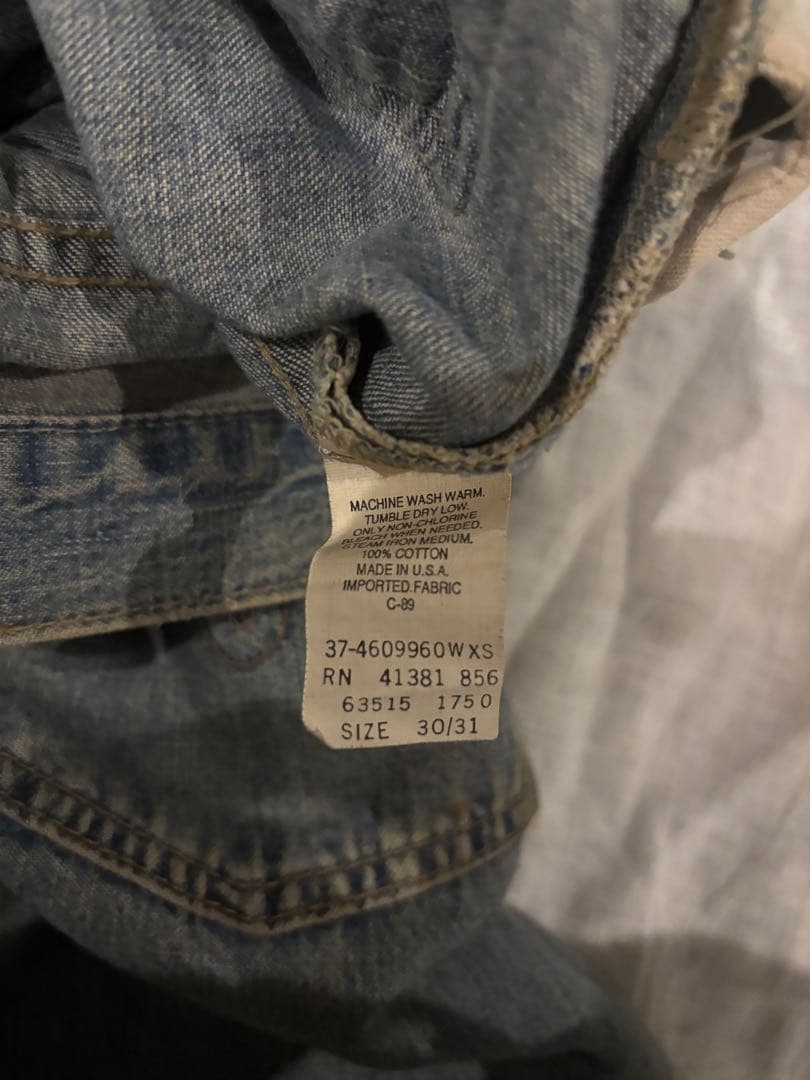 MACHINE WASH WARM.
TUMBLE DRY LOW.
ONLY NON-CHLORINE
BLEACH WHEN NEEDED.
STEAM IRON MEDIUM.
100% COTTON
MADE IN U.S.A.
IMPORTED.FABRIC
C-89
37-4609960WXS
RN 41381 856
63515 1750
SIZE 30/31